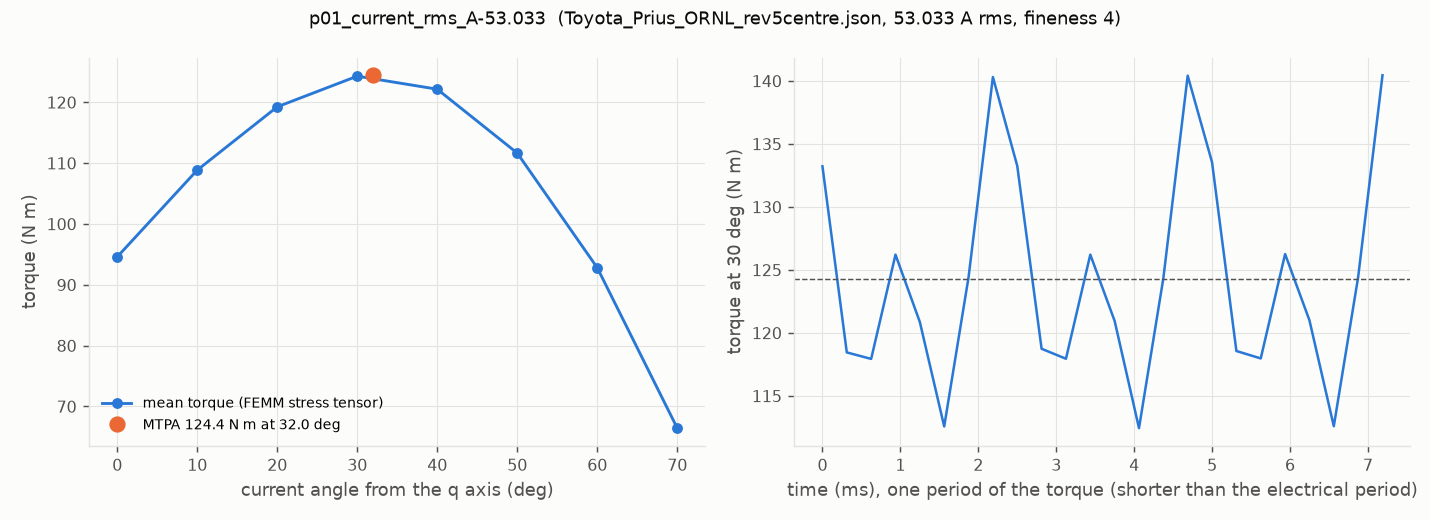 p01_current_rms_A-53.033  (Toyota_Prius_ORNL_rev5centre.json, 53.033 A rms, fineness 4)
torque (N m)
120
110
100
90
80
70
mean torque (FEMM stress tensor)
MTPA 124.4 N m at 32.0 deg
0 10 20 30 40 50 60 70
current angle from the q axis (deg)
torque at 30 deg (N m)
140
135
130
125
120
115
0 1 2 3 4 5 6 7
time (ms), one period of the torque (shorter than the electrical period)